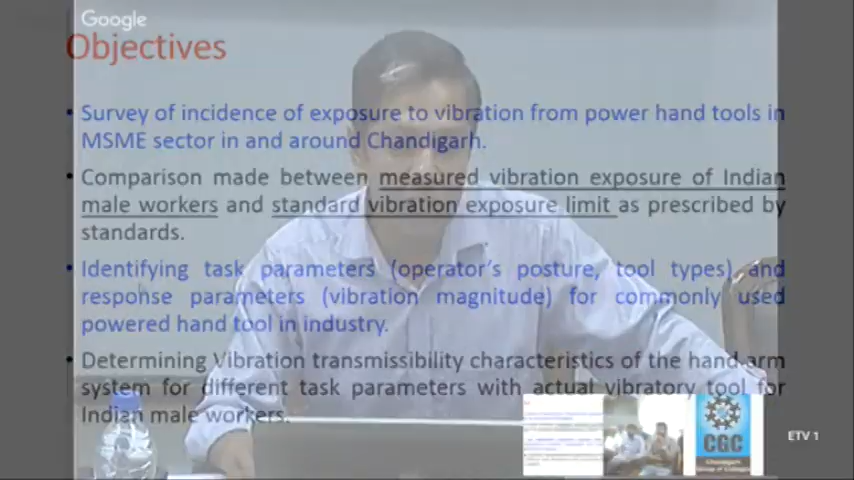 Google
Objectives
• Survey of incidence of exposure to vibration from power hand tools in
MSME sector in and around Chandigarh.
• Comparison made between measured vibration exposure of Indian
male workers and standard vibration exposure limit as prescribed by
standards.
• Identifying task parameters (operator's posture, tool types) and
response parameters (vibration magnitude) for commonly used
powered hand tool in industry.
• Determining Vibration transmissibility characteristics of the hand arm
system for different task parameters with actual vibratory tool for
Indian male workers.
CGC
ETV 1